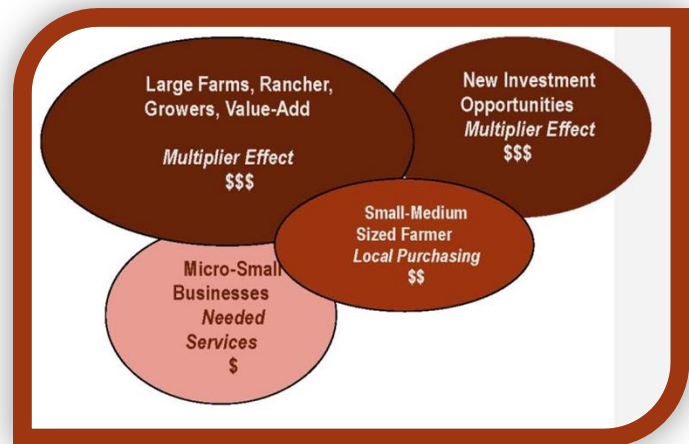 Large Farms, Rancher,
Growers, Value-Add
Multiplier Effect
$$$
New Investment
Opportunities
Multiplier Effect
$$$
Small-Medium
Sized Farmer
Local Purchasing
$$
Micro-Small
Businesses
Needed
Services
$